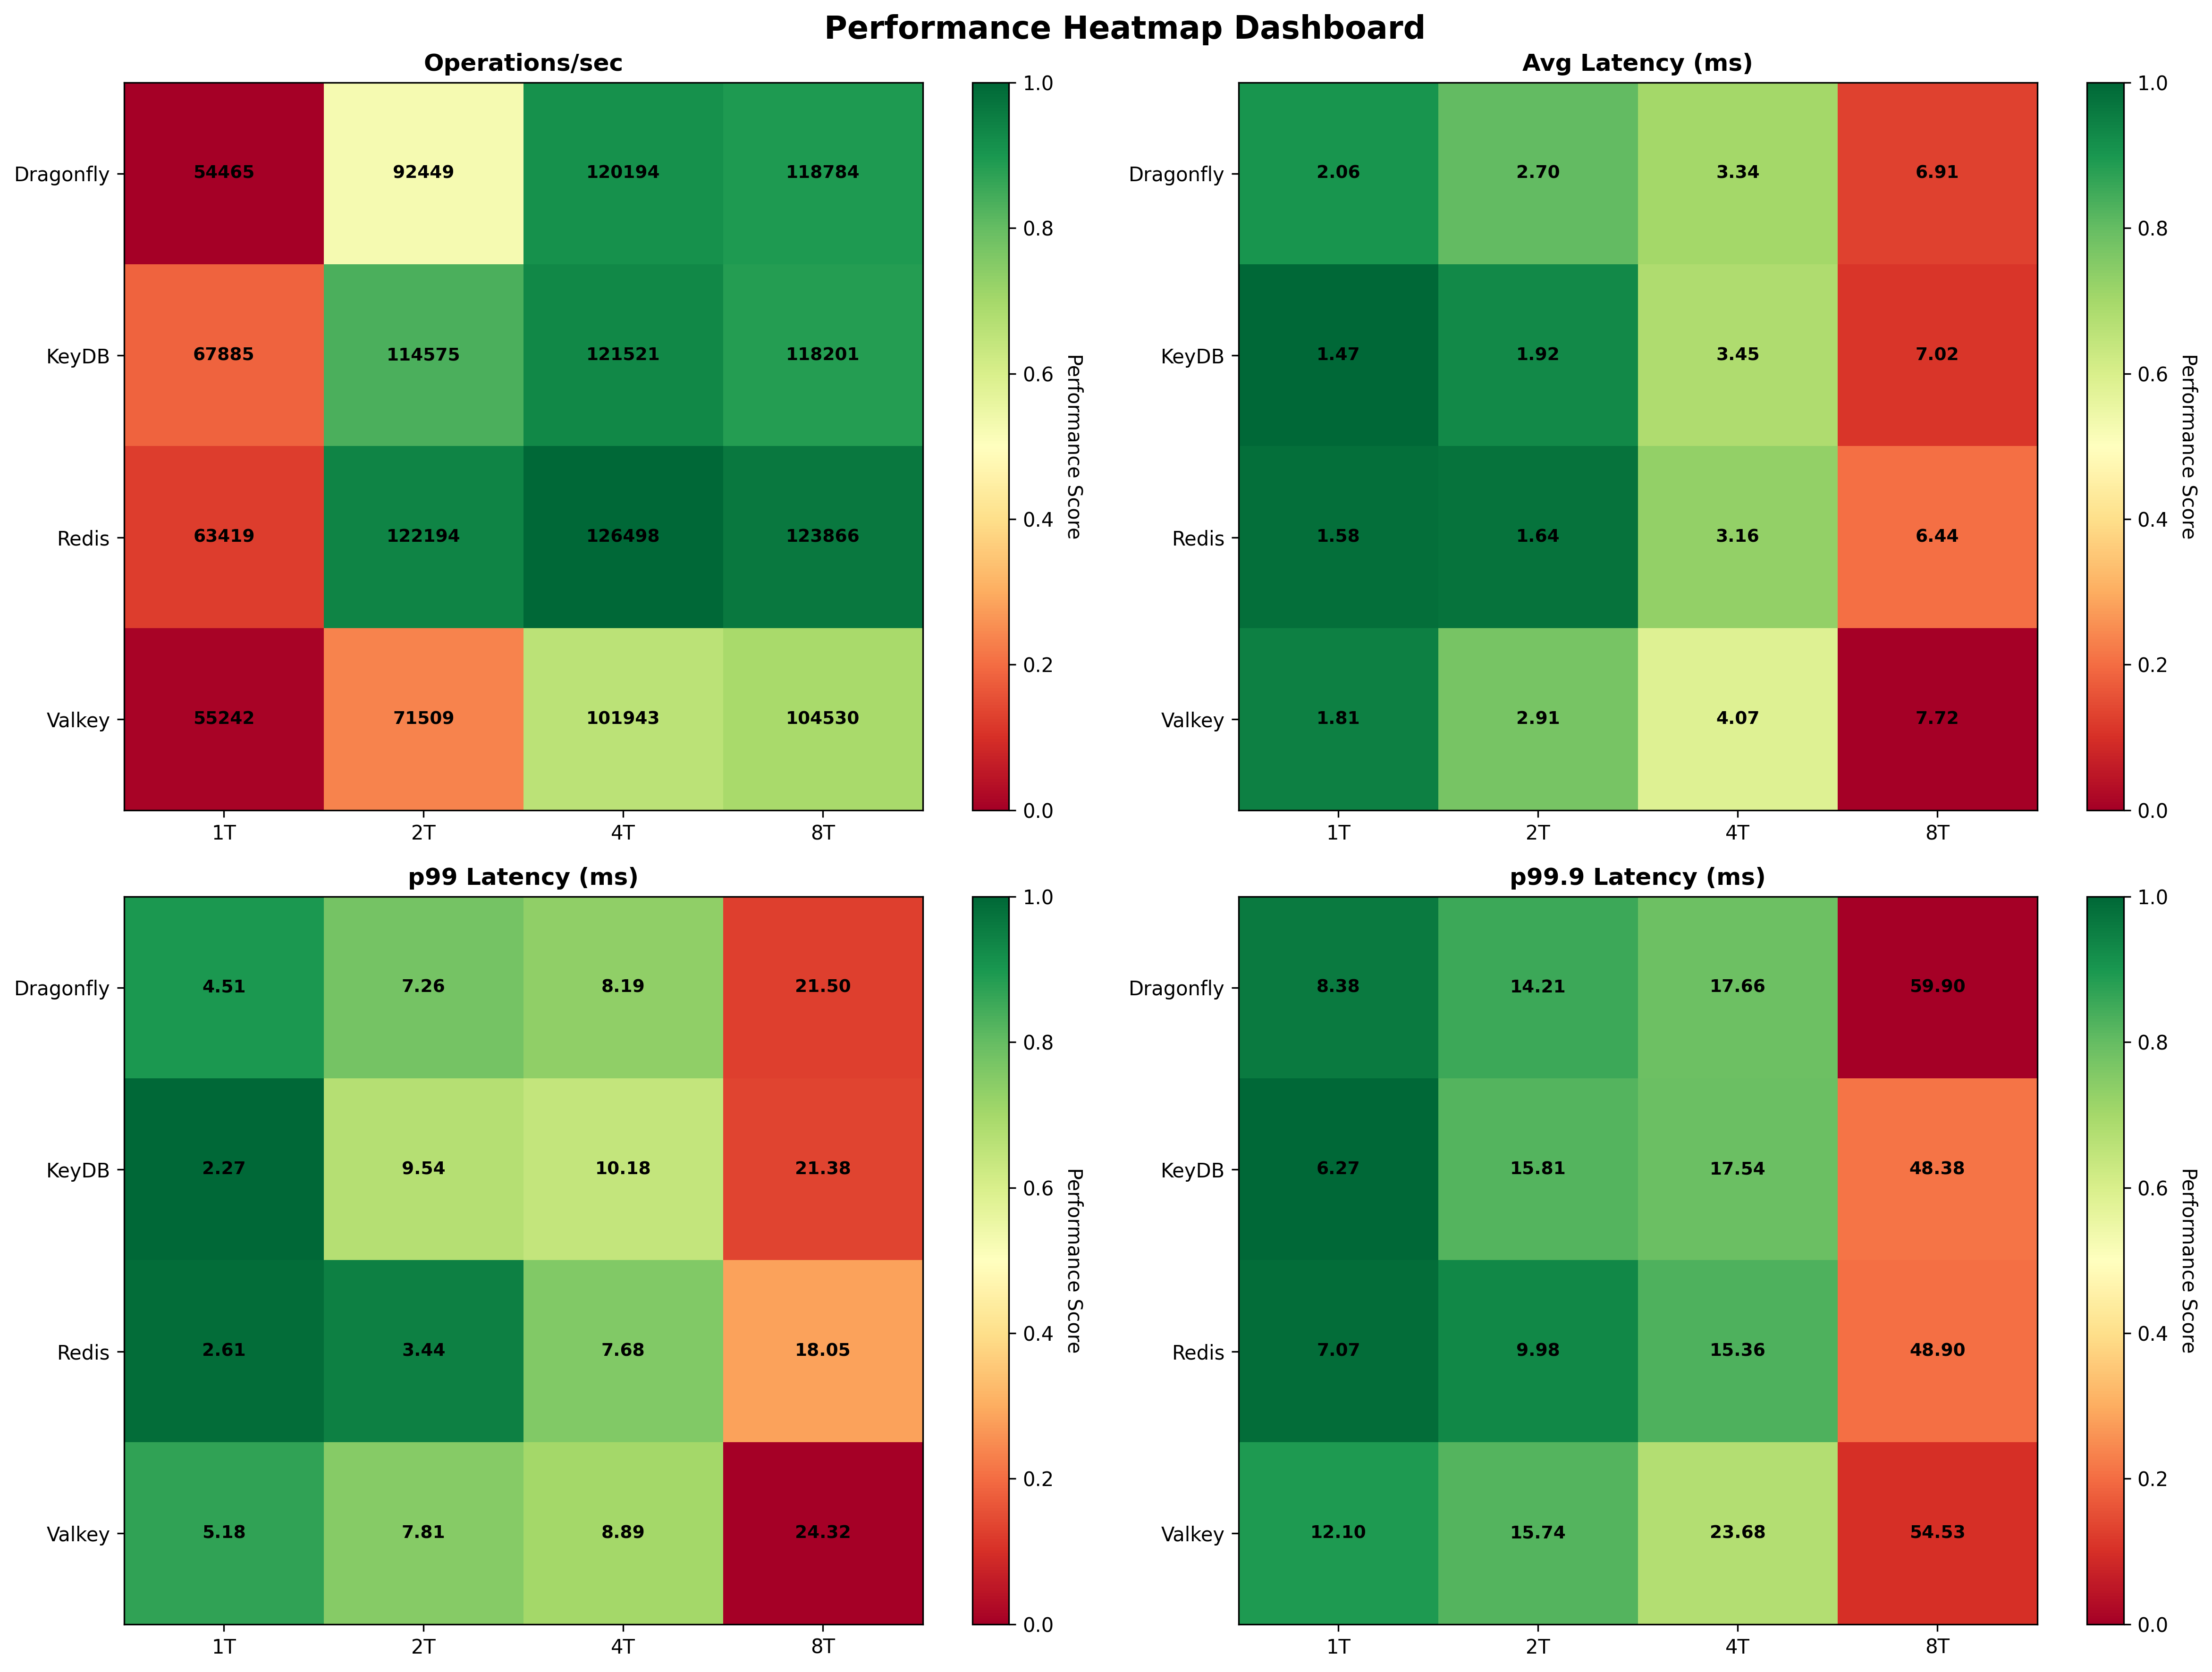 Performance Heatmap Dashboard
Operations/sec
Dragonfly 54465 92449 120194 118784
KeyDB 67885 114575 121521 118201
Redis 63419 122194 126498 123866
Valkey 55242 71509 101943 104530
1T 2T 4T 8T
1.0
0.8
0.6
0.4
0.2
0.0
Performance Score
Avg Latency (ms)
Dragonfly 2.06 2.70 3.34 6.91
KeyDB 1.47 1.92 3.45 7.02
Redis 1.58 1.64 3.16 6.44
Valkey 1.81 2.91 4.07 7.72
1T 2T 4T 8T
1.0
0.8
0.6
0.4
0.2
0.0
Performance Score
p99 Latency (ms)
Dragonfly 4.51 7.26 8.19 21.50
KeyDB 2.27 9.54 10.18 21.38
Redis 2.61 3.44 7.68 18.05
Valkey 5.18 7.81 8.89 24.32
1T 2T 4T 8T
1.0
0.8
0.6
0.4
0.2
0.0
Performance Score
p99.9 Latency (ms)
Dragonfly 8.38 14.21 17.66 59.90
KeyDB 6.27 15.81 17.54 48.38
Redis 7.07 9.98 15.36 48.90
Valkey 12.10 15.74 23.68 54.53
1T 2T 4T 8T
1.0
0.8
0.6
0.4
0.2
0.0
Performance Score